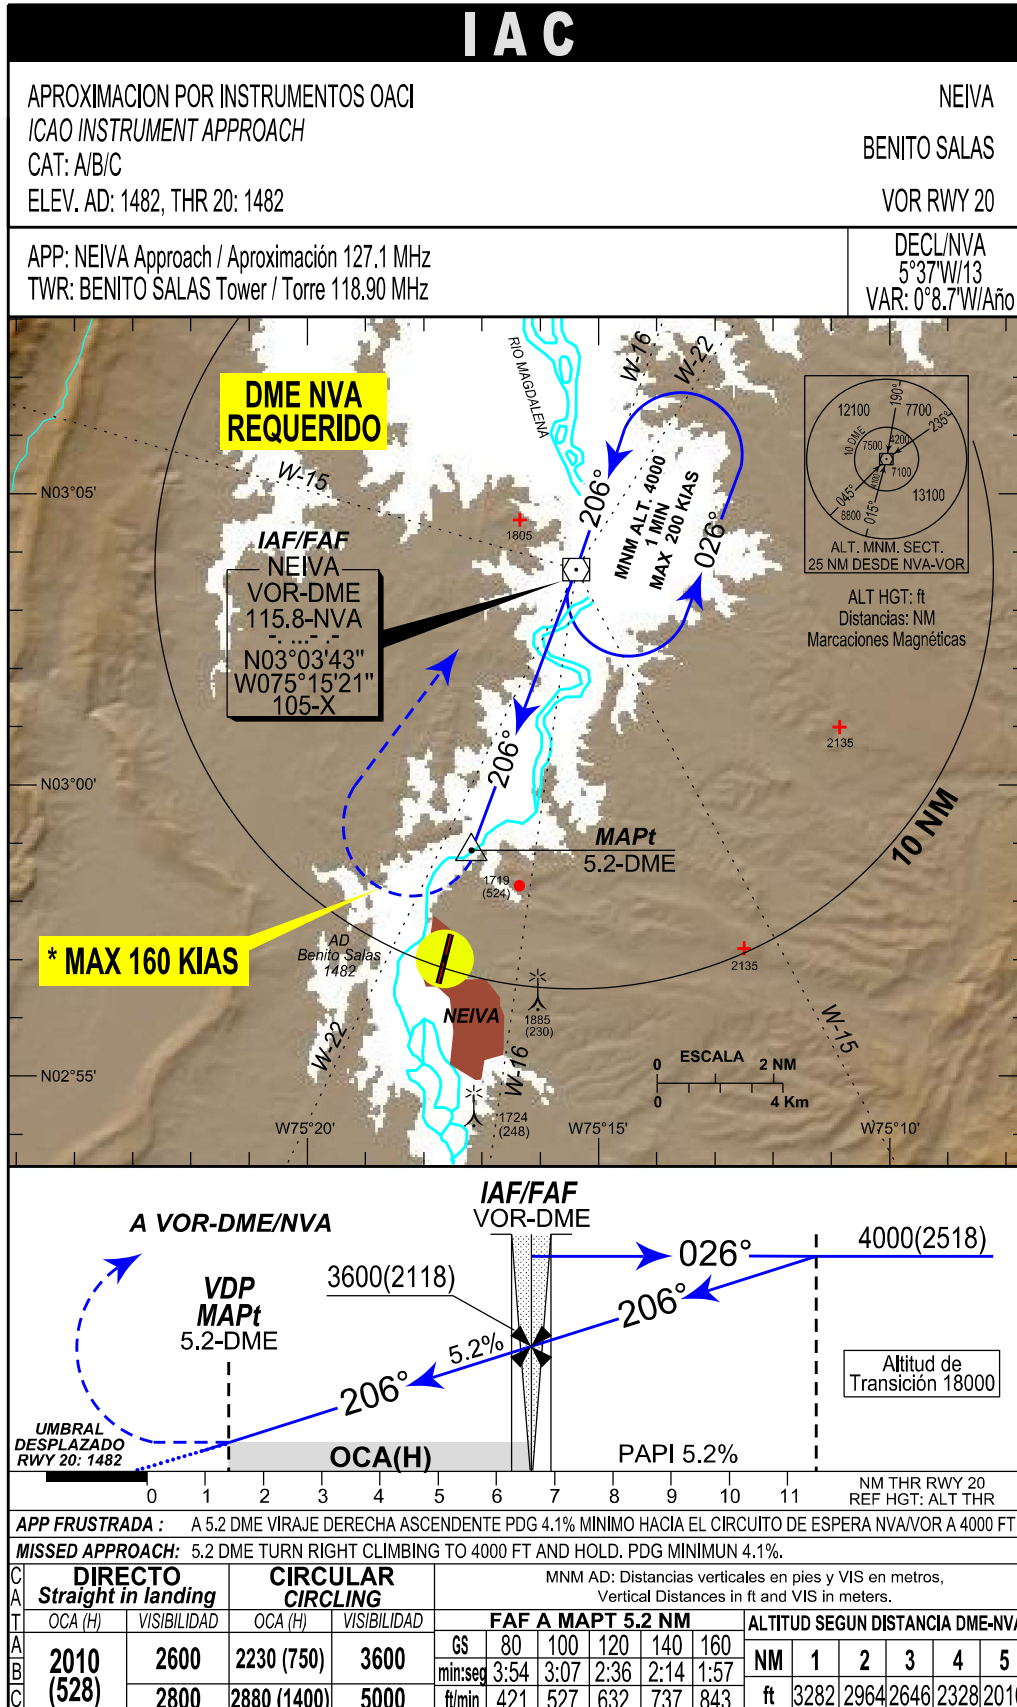 IAC
APROXIMACION POR INSTRUMENTOS OACI
ICAO INSTRUMENT APPROACH
CAT: A/B/C
ELEV. AD: 1482, THR 20: 1482
NEIVA
BENITO SALAS
VOR RWY 20
APP: NEIVA Approach / Aproximación 127.1 MHz
TWR: BENITO SALAS Tower / Torre 118.90 MHz
DECL/NVA
5°37'W/13
VAR: 0°8.7'W/Año
DME NVA
REQUERIDO
RIO MAGDALENA
W-16
W-22
W-15
N03°05'
1805
206°
MNM ALT. 4000
1 MIN
MAX 200 KIAS
026°
12100
190°
7700
235°
10 DME
7500
4200
7100
045°
015°
8800
13100
ALT. MNM. SECT.
25 NM DESDE NVA-VOR
ALT HGT: ft
Distancias: NM
Marcaciones Magnéticas
IAF/FAF
NEIVA
VOR-DME
115.8-NVA
-. ...- .-
N03°03'43"
W075°15'21"
105-X
2135
206°
N03°00'
10 NM
MAPt
5.2-DME
1719
(524)
* MAX 160 KIAS
AD
Benito Salas
1482
2135
NEIVA
1885
(230)
W-22
W-16
W-15
N02°55'
0 ESCALA 2 NM
0 4 Km
1724
(248)
W75°20'
W75°15'
W75°10'
A VOR-DME/NVA
IAF/FAF
VOR-DME
026°
4000(2518)
3600(2118)
VDP
MAPt
5.2-DME
206°
5.2%
206°
Altitud de
Transición 18000
UMBRAL
DESPLAZADO
RWY 20: 1482
OCA(H)
PAPI 5.2%
0 1 2 3 4 5 6 7 8 9 10 11
NM THR RWY 20
REF HGT: ALT THR
APP FRUSTRADA : A 5.2 DME VIRAJE DERECHA ASCENDENTE PDG 4.1% MINIMO HACIA EL CIRCUITO DE ESPERA NVA/VOR A 4000 FT
MISSED APPROACH: 5.2 DME TURN RIGHT CLIMBING TO 4000 FT AND HOLD. PDG MINIMUN 4.1%.
CAT
DIRECTO
Straight in landing
CIRCULAR
CIRCLING
MNM AD: Distancias verticales en pies y VIS en metros,
Vertical Distances in ft and VIS in meters.
OCA (H) VISIBILIDAD OCA (H) VISIBILIDAD
FAF A MAPT 5.2 NM
ALTITUD SEGUN DISTANCIA DME-NVA
A
B
C
2010
(528)
2600
2800
2230 (750)
2880 (1400)
3600
5000
GS 80 100 120 140 160
min:seg 3:54 3:07 2:36 2:14 1:57
ft/min 421 527 632 737 843
NM 1 2 3 4 5
ft 3282 2964 2646 2328 2010